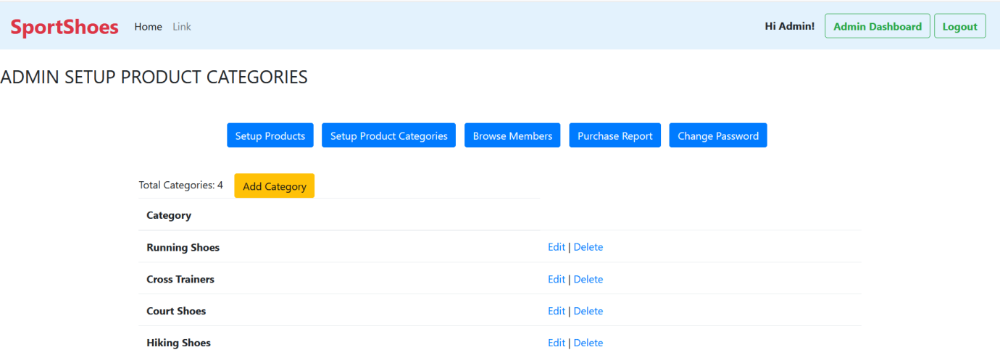 SportShoes Home Link Hi Admin! Admin Dashboard Logout
ADMIN SETUP PRODUCT CATEGORIES
Setup Products Setup Product Categories Browse Members Purchase Report Change Password
Total Categories: 4 Add Category
Category
Running Shoes Edit | Delete
Cross Trainers Edit | Delete
Court Shoes Edit | Delete
Hiking Shoes Edit | Delete